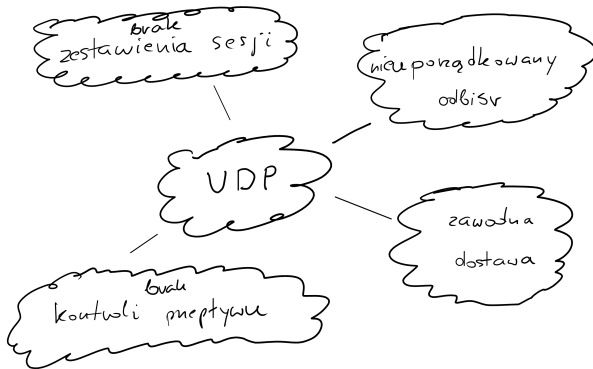 brak
zestawienia sesji
nieuporządkowany
odbiór
UDP
zawodna
dostawa
brak
kontroli przepływu